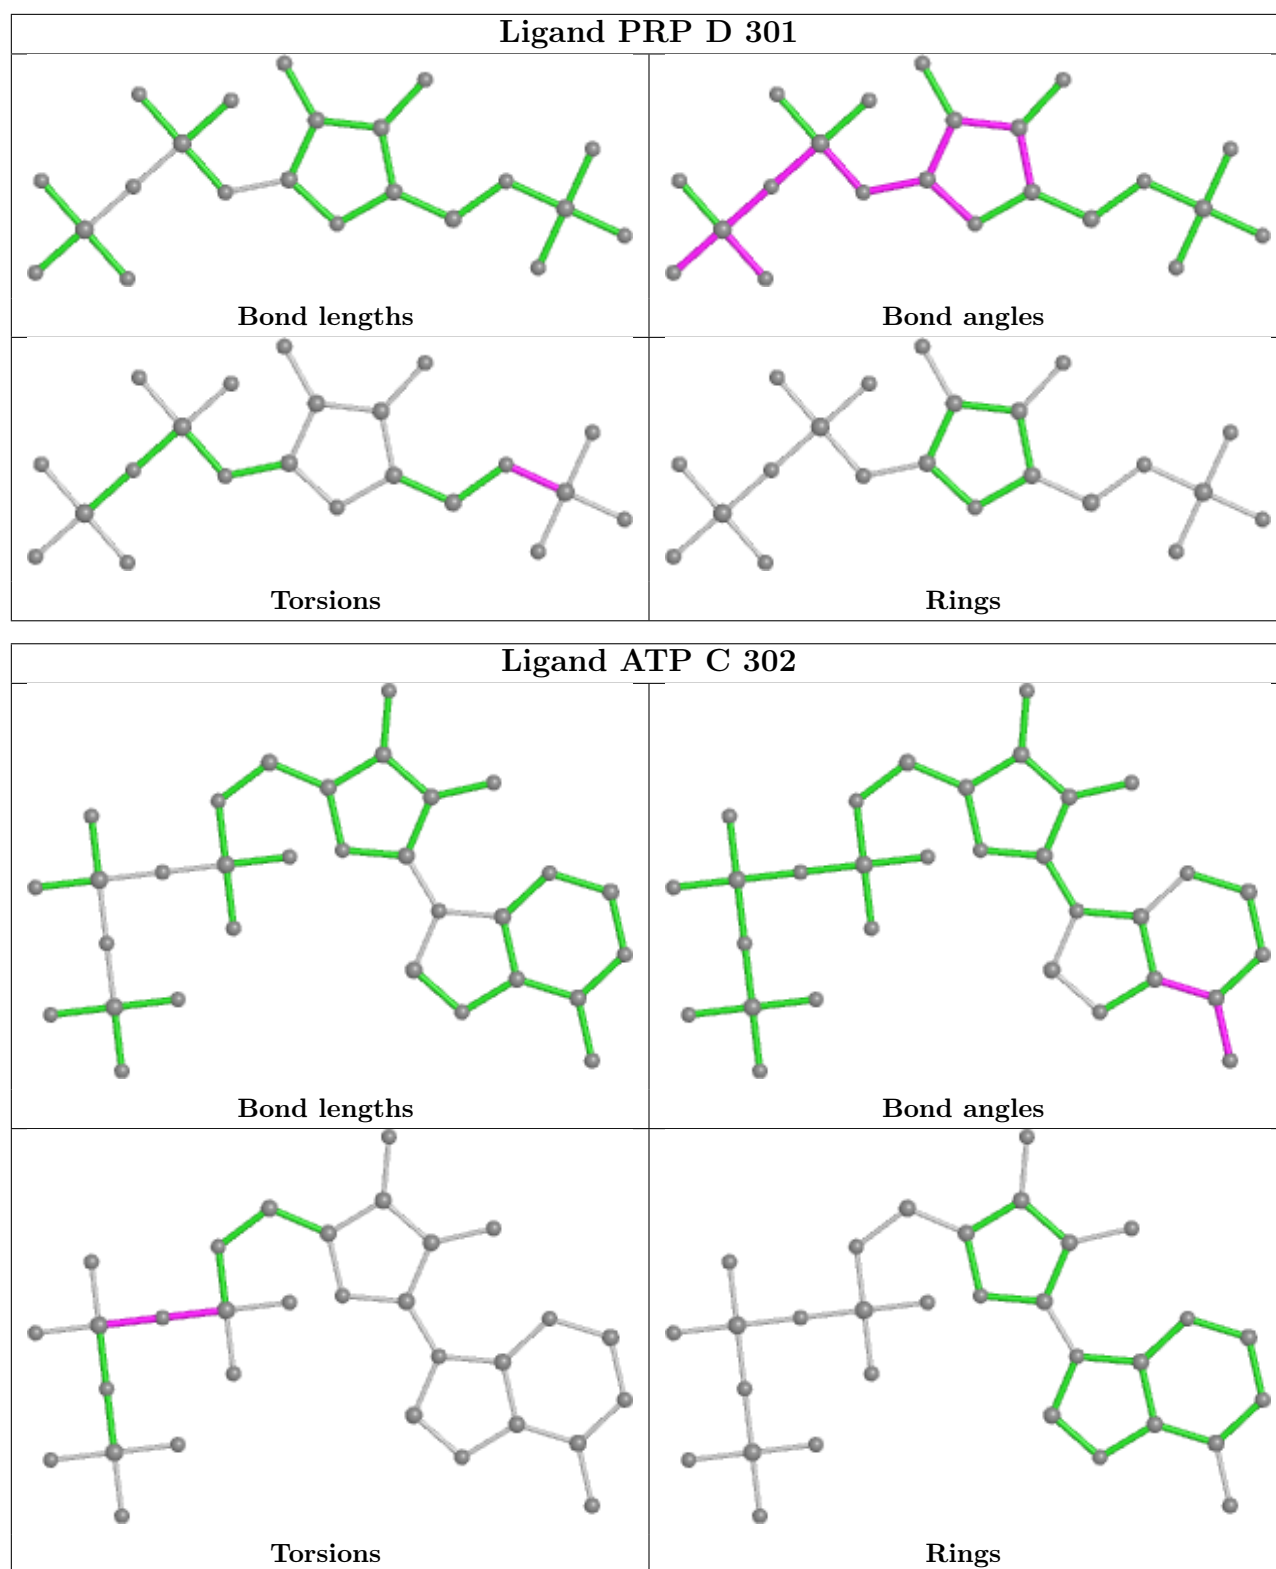 Ligand PRP D 301
Bond lengths
Bond angles
Torsions
Rings
Ligand ATP C 302
Bond lengths
Bond angles
Torsions
Rings